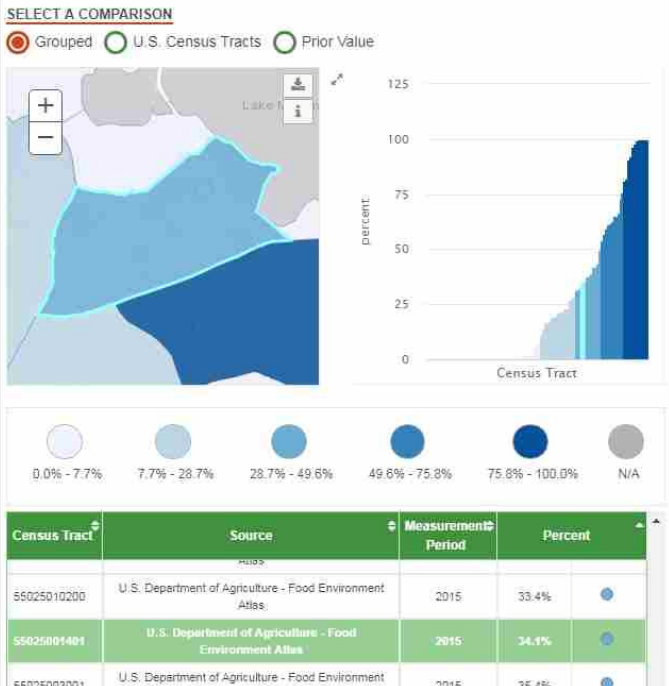 SELECT A COMPARISON
Grouped U.S. Census Tracts Prior Value
+
−
Lake
i
125
100
75
50
25
0
percent
Census Tract
0.0% - 7.7% 7.7% - 28.7% 28.7% - 49.6% 49.6% - 75.8% 75.8% - 100.0% N/A
Census Tract Source Measurement Period Percent
Atlas
55025010200 U.S. Department of Agriculture - Food Environment Atlas 2015 33.4%
55025001401 U.S. Department of Agriculture - Food Environment Atlas 2015 34.1%
U.S. Department of Agriculture - Food Environment